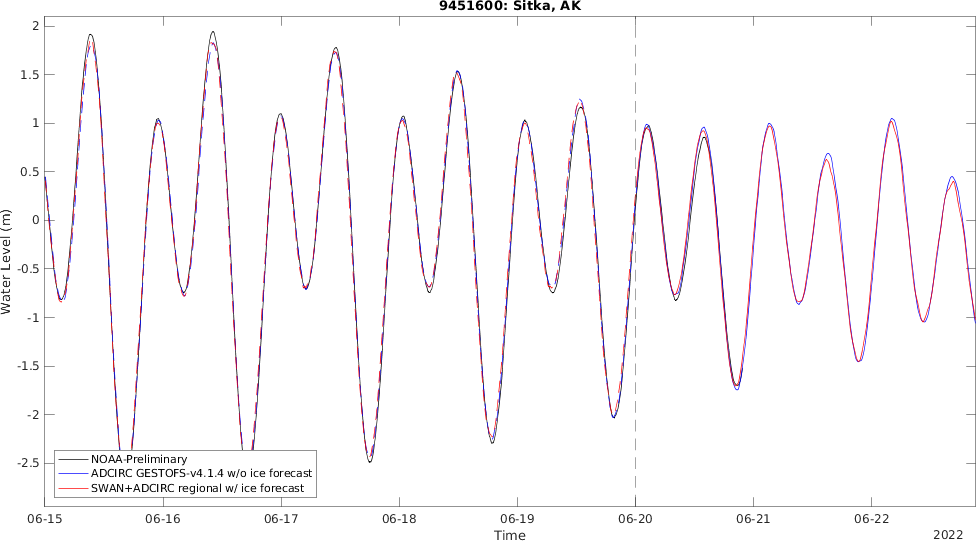 9451600: Sitka, AK
2
1.5
1
0.5
0
-0.5
-1
-1.5
-2
-2.5
Water Level (m)
NOAA-Preliminary
ADCIRC GESTOFS-v4.1.4 w/o ice forecast
SWAN+ADCIRC regional w/ ice forecast
06-15 06-16 06-17 06-18 06-19 06-20 06-21 06-22
Time
2022